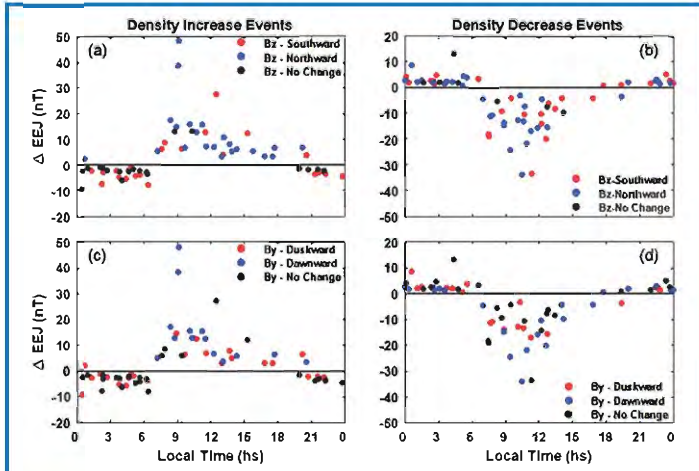 Density Increase Events
Density Decrease Events
50
40
30
20
10
0
-10
-20
Δ EEJ (nT)
(a)
Bz - Southward
Bz - Northward
Bz - No Change
20
10
0
-10
-20
-30
-40
-50
(b)
Bz-Southward
Bz-Northward
Bz-No Change
50
40
30
20
10
0
-10
-20
Δ EEJ (nT)
(c)
By - Duskward
By - Dawnward
By - No Change
0 3 6 9 12 15 18 21 0
Local Time (hs)
20
10
0
-10
-20
-30
-40
-50
(d)
By - Duskward
By - Dawnward
By - No Change
0 3 6 9 12 15 18 21 0
Local Time (hs)